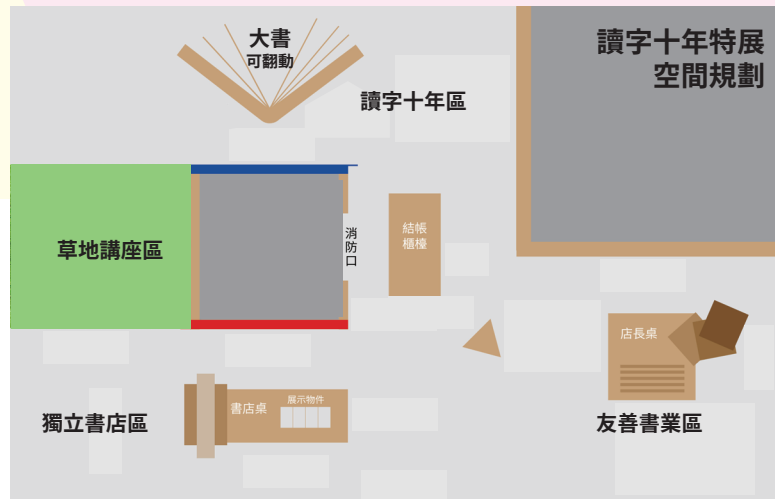 讀字十年特展
空間規劃
大書
可翻動
讀字十年區
草地講座區
消防口
結帳
櫃檯
店長桌
獨立書店區
書店桌
展示物件
友善書業區